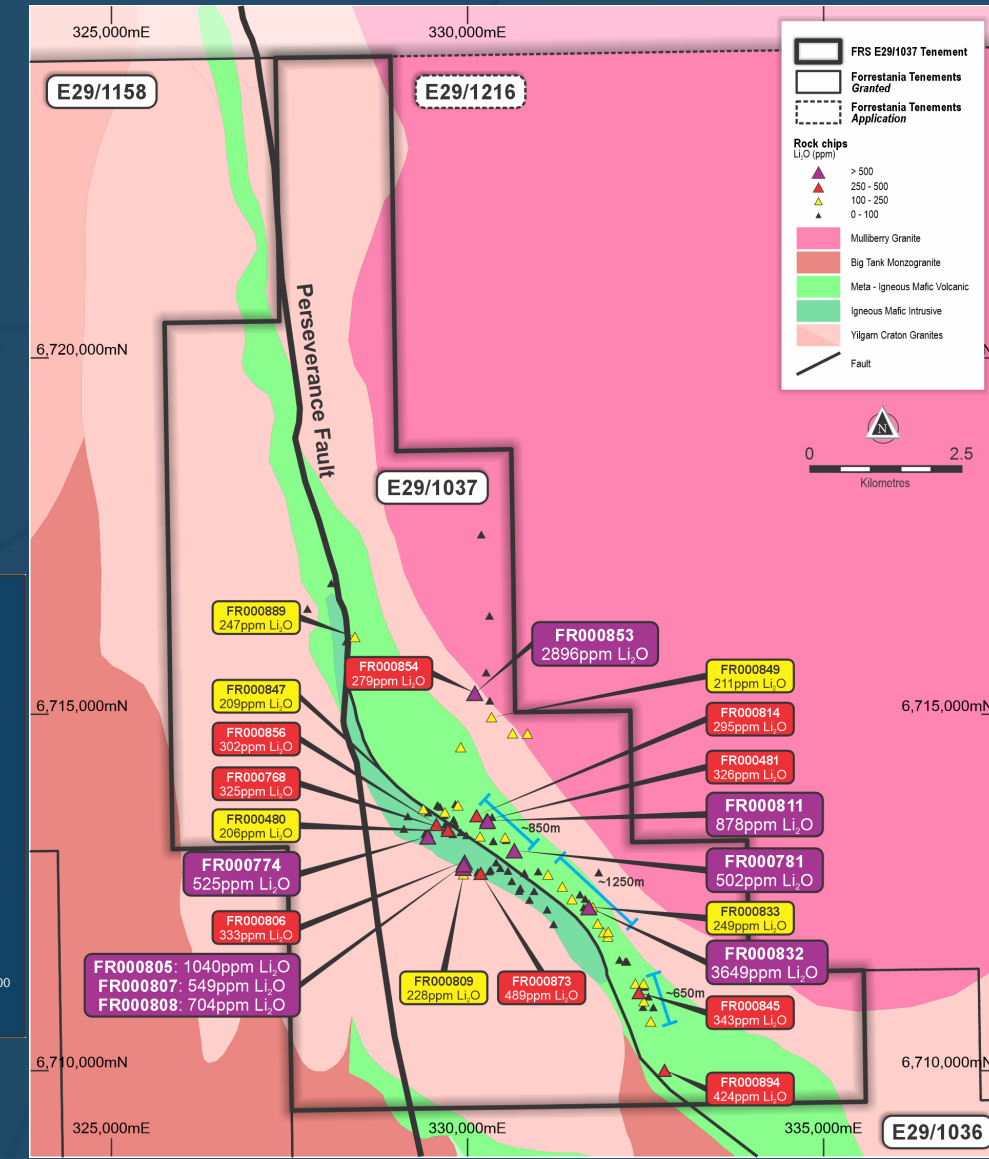 325,000mE
330,000mE
E29/1158
E29/1216
FRS E29/1037 Tenement
Forrestania Tenements
Granted
Forrestania Tenements
Application
Rock chips
Li₂O (ppm)
> 500
250 - 500
100 - 250
0 - 100
Mulliberry Granite
Big Tank Monzogranite
Meta - Igneous Mafic Volcanic
Igneous Mafic Intrusive
Yilgarn Craton Granites
Fault
N
0
2.5
Kilometres
6,720,000mN
N
Perseverance Fault
E29/1037
FR000889
247ppm Li₂O
FR000853
2896ppm Li₂O
FR000854
279ppm Li₂O
FR000849
211ppm Li₂O
FR000847
209ppm Li₂O
6,715,000mN
6,715,000mN
FR000814
295ppm Li₂O
FR000856
302ppm Li₂O
FR000481
326ppm Li₂O
FR000768
325ppm Li₂O
FR000811
878ppm Li₂O
FR000480
206ppm Li₂O
~850m
FR000774
525ppm Li₂O
FR000781
502ppm Li₂O
~1250m
FR000806
333ppm Li₂O
FR000833
249ppm Li₂O
FR000832
3649ppm Li₂O
FR000805: 1040ppm Li₂O
FR000807: 549ppm Li₂O
FR000808: 704ppm Li₂O
00
FR000809
228ppm Li₂O
FR000873
489ppm Li₂O
~650m
FR000845
343ppm Li₂O
6,710,000mN
6,710,000mN
FR000894
424ppm Li₂O
325,000mE
330,000mE
335,000mE
E29/1036